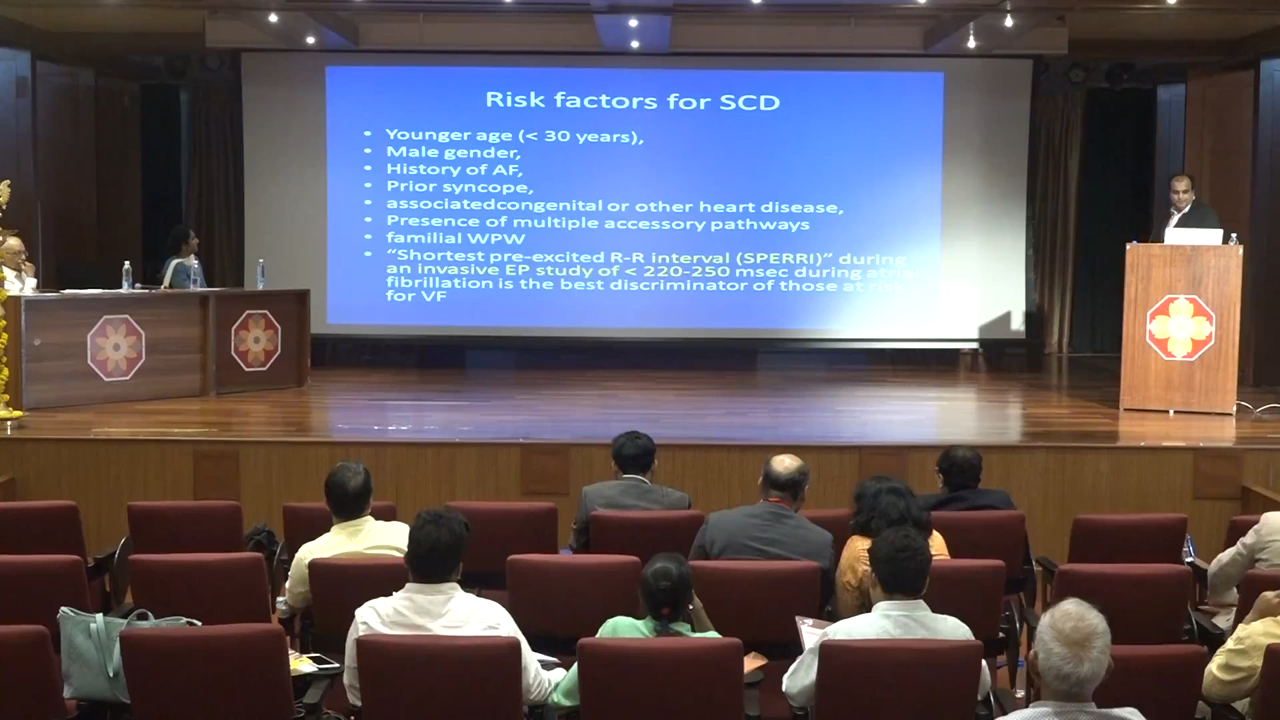 Risk factors for SCD
• Younger age (< 30 years),
• Male gender,
• History of AF,
• Prior syncope,
• associatedcongenital or other heart disease,
• Presence of multiple accessory pathways
• familial WPW
• “Shortest pre-excited R-R interval (SPERRI)” during
an invasive EP study of < 220-250 msec during atrial
fibrillation is the best discriminator of those at risk
for VF